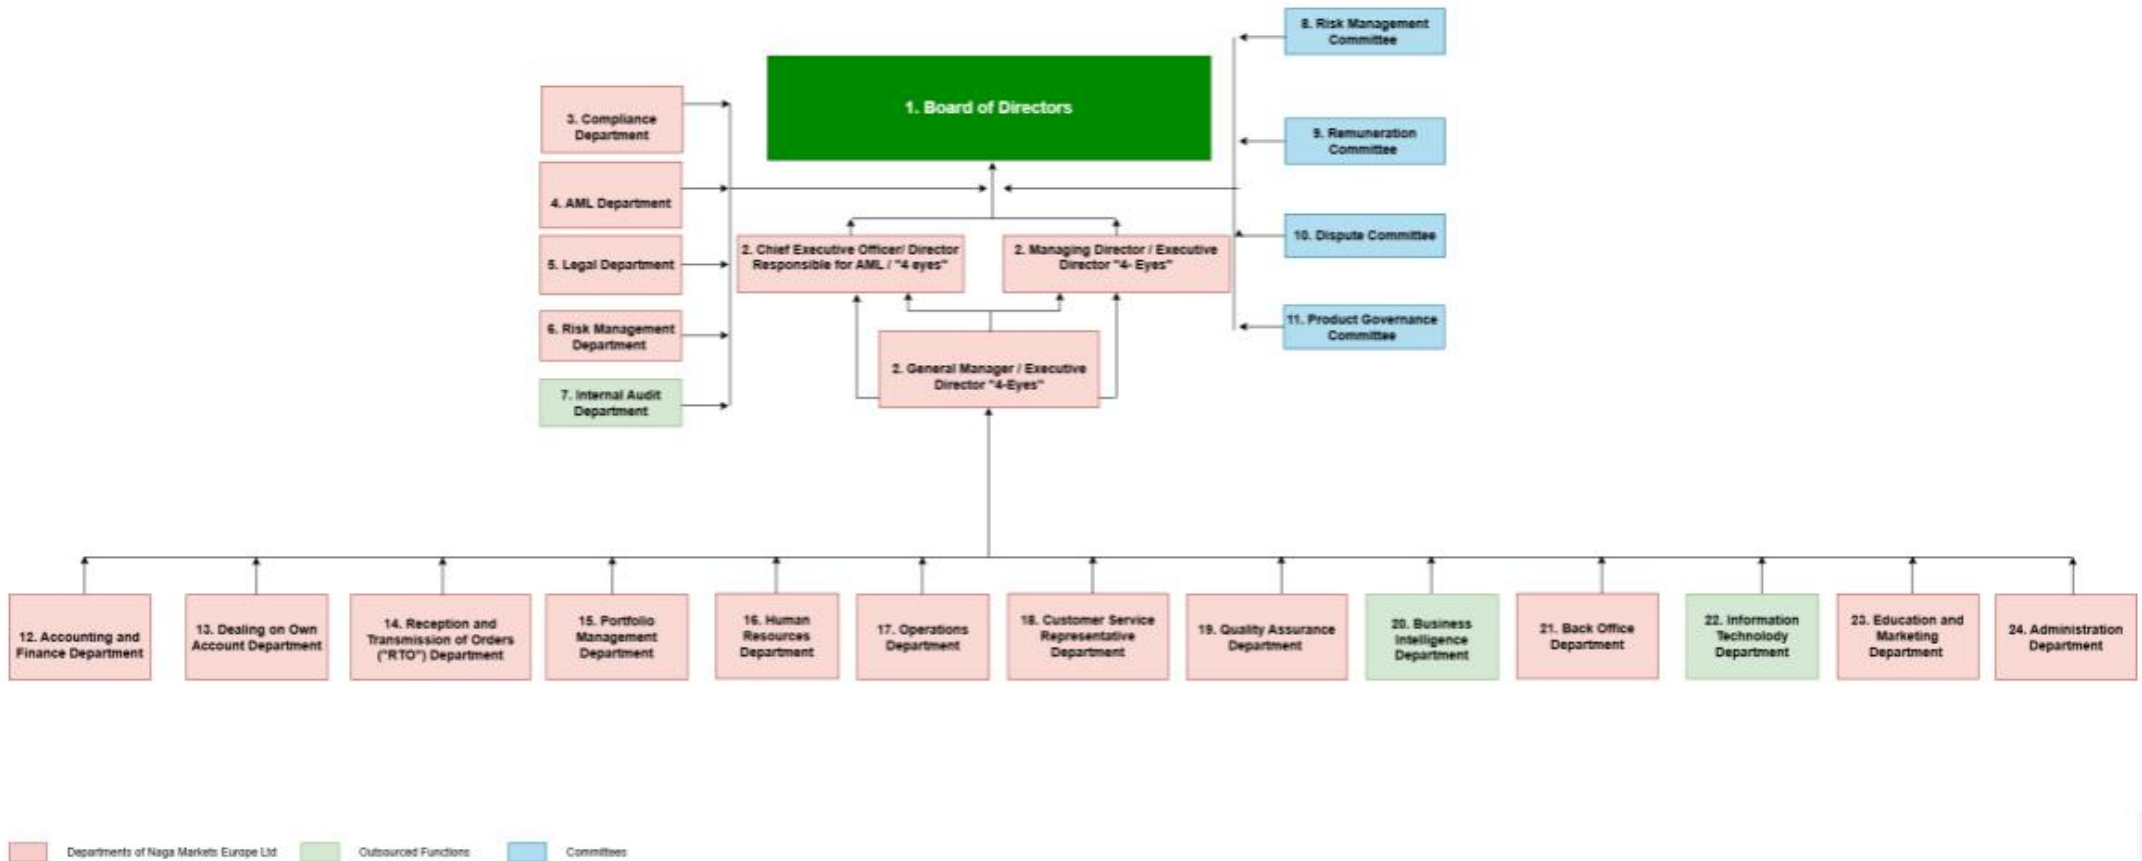 8. Risk Management
Committee
1. Board of Directors
3. Compliance
Department
9. Remuneration
Committee
4. AML Department
2. Chief Executive Officer/ Director
Responsible for AML / "4 eyes"
2. Managing Director / Executive
Director "4- Eyes"
10. Dispute Committee
5. Legal Department
6. Risk Management
Department
11. Product Governance
Committee
2. General Manager / Executive
Director "4-Eyes"
7. Internal Audit
Department
12. Accounting and
Finance Department
13. Dealing on Own
Account Department
14. Reception and
Transmission of Orders
("RTO") Department
15. Portfolio
Management
Department
16. Human
Resources
Department
17. Operations
Department
18. Customer Service
Representative
Department
19. Quality Assurance
Department
20. Business
Intelligence
Department
21. Back Office
Department
22. Information
Technolody
Department
23. Education and
Marketing
Department
24. Administration
Department
Departments of Naga Markets Europe Ltd
Outsourced Functions
Committees